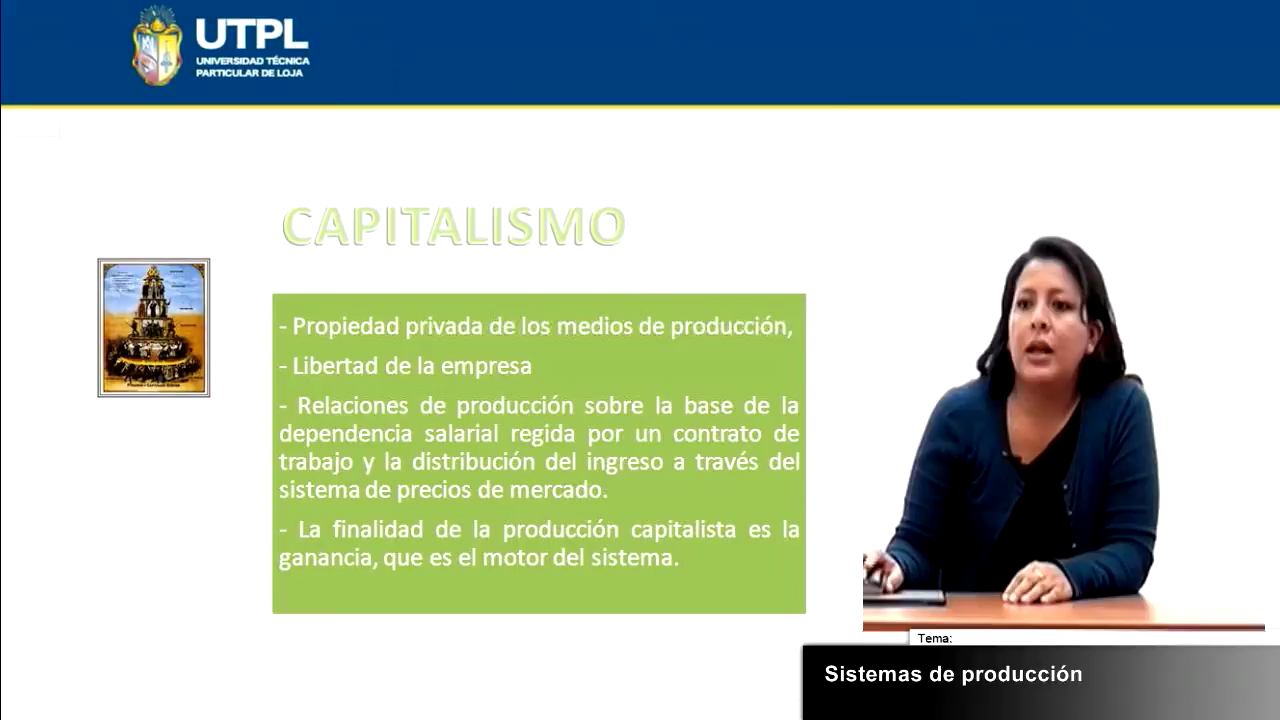 UTPL
UNIVERSIDAD TÉCNICA
PARTICULAR DE LOJA
CAPITALISMO
- Propiedad privada de los medios de producción,
- Libertad de la empresa
- Relaciones de producción sobre la base de la
dependencia salarial regida por un contrato de
trabajo y la distribución del ingreso a través del
sistema de precios de mercado.
- La finalidad de la producción capitalista es la
ganancia, que es el motor del sistema.
Tema:
Sistemas de producción